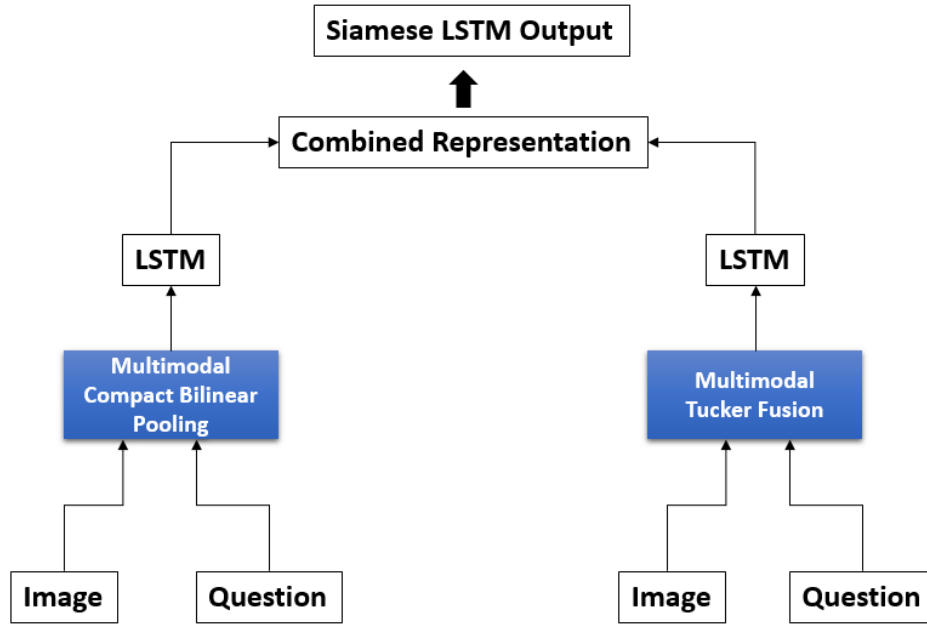 Siamese LSTM Output
Combined Representation
LSTM
LSTM
Multimodal
Compact Bilinear
Pooling
Multimodal
Tucker Fusion
Image
Question
Image
Question